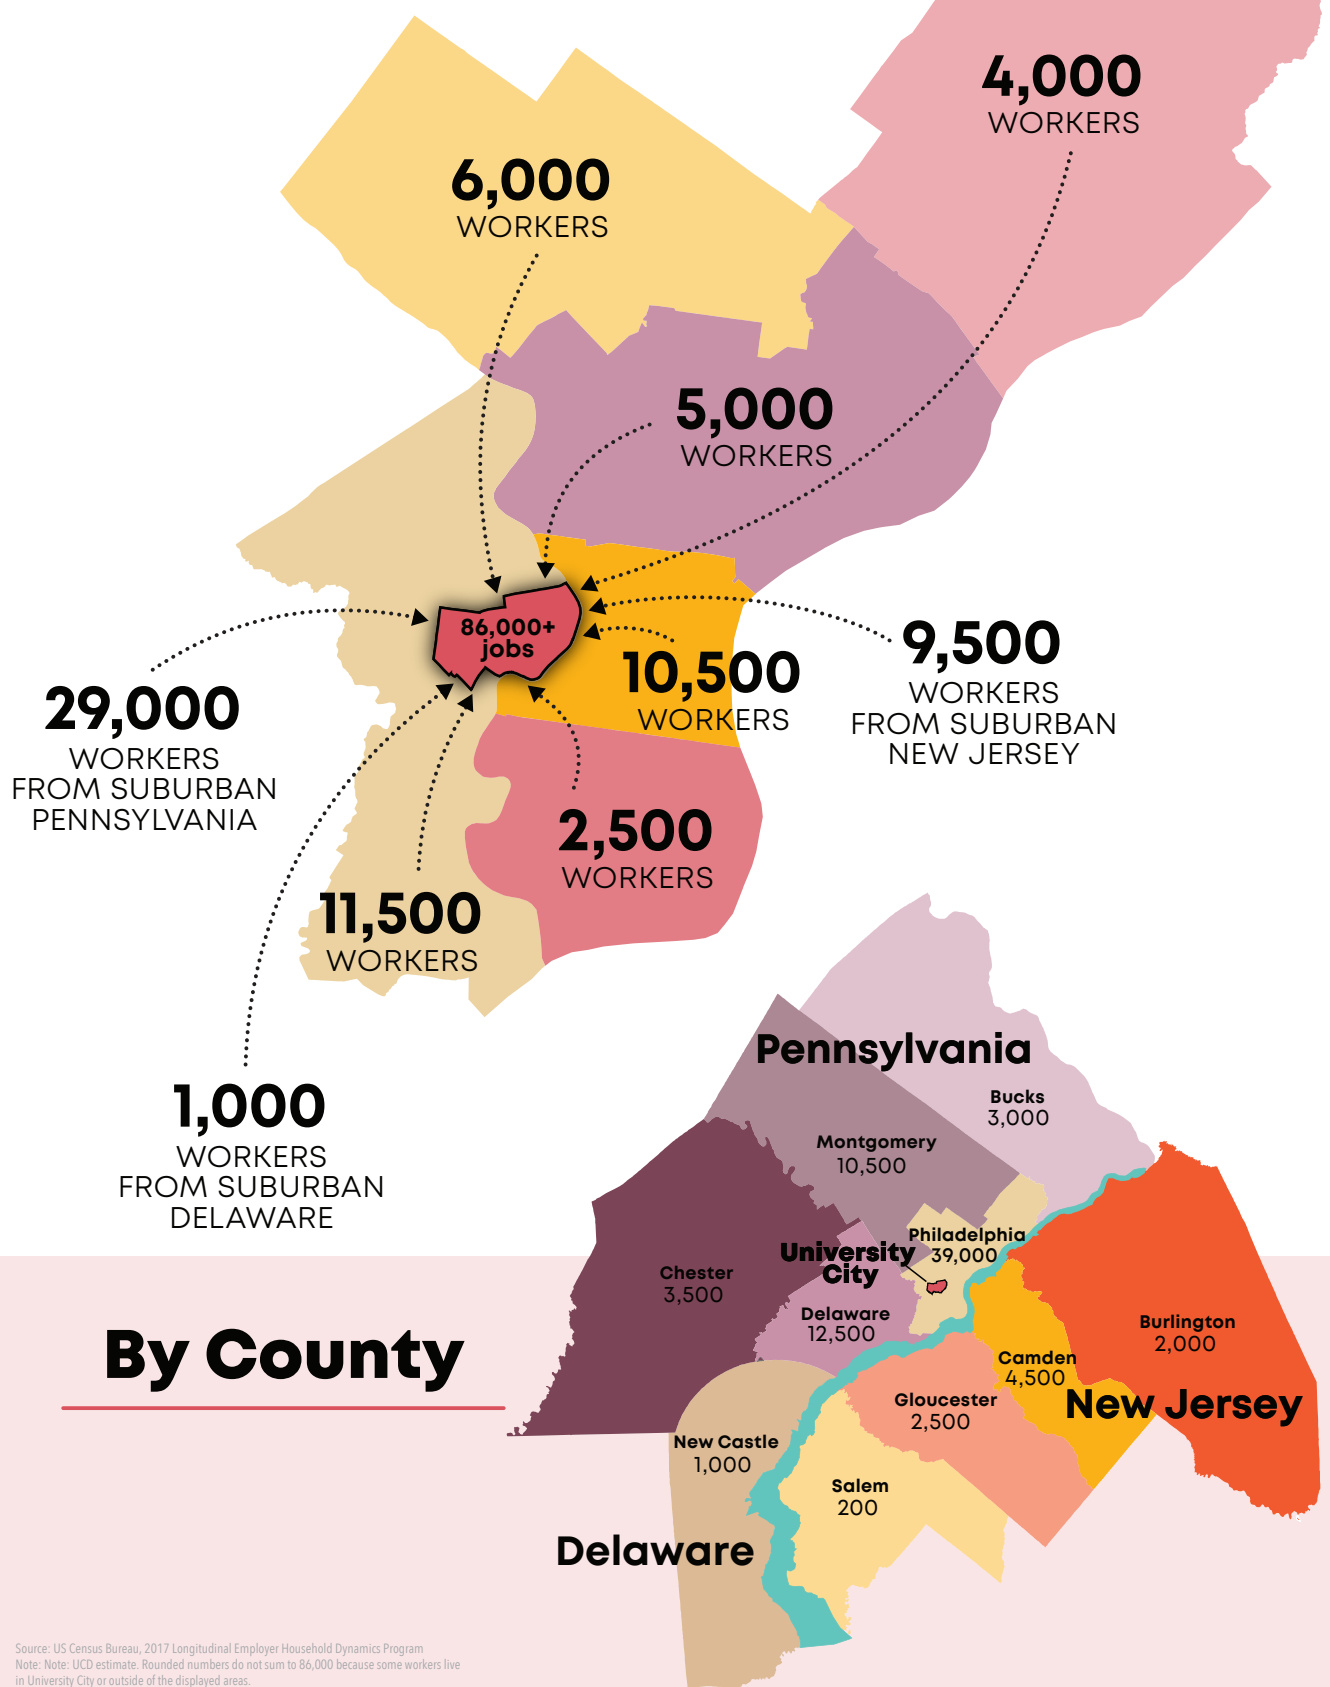 4,000
WORKERS
6,000
WORKERS
5,000
WORKERS
86,000+
jobs
29,000
WORKERS
FROM SUBURBAN
PENNSYLVANIA
10,500
WORKERS
9,500
WORKERS
FROM SUBURBAN
NEW JERSEY
2,500
WORKERS
11,500
WORKERS
1,000
WORKERS
FROM SUBURBAN
DELAWARE
Pennsylvania
Bucks
3,000
Montgomery
10,500
Philadelphia
39,000
University
City
Chester
3,500
Delaware
12,500
Burlington
2,000
Camden
4,500
New Jersey
Gloucester
2,500
New Castle
1,000
Salem
200
Delaware
By County
Source: US Census Bureau, 2017 Longitudinal Employer Household Dynamics Program
Note: Note: UCD estimate. Rounded numbers do not sum to 86,000 because some workers live
in University City or outside of the displayed areas.